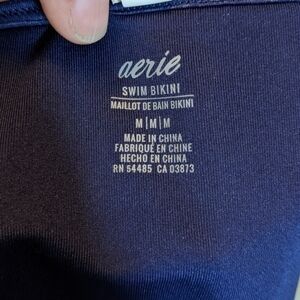 aerie
SWIM BIKINI
MAILLOT DE BAIN BIKINI
M|M|M
MADE IN CHINA
FABRIQUÉ EN CHINE
HECHO EN CHINA
RN 54485 CA 03873